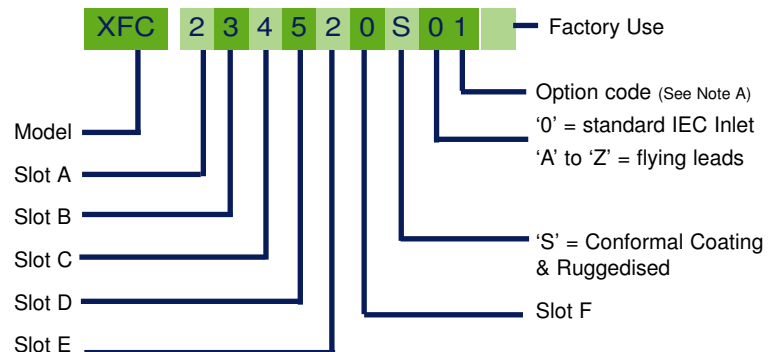 XFC 2 3 4 5 2 0 S 0 1
Factory Use
Option code (See Note A)
‘0’ = standard IEC Inlet
‘A’ to ‘Z’ = flying leads
Model
Slot A
Slot B
Slot C
Slot D
Slot E
‘S’ = Conformal Coating
& Ruggedised
Slot F